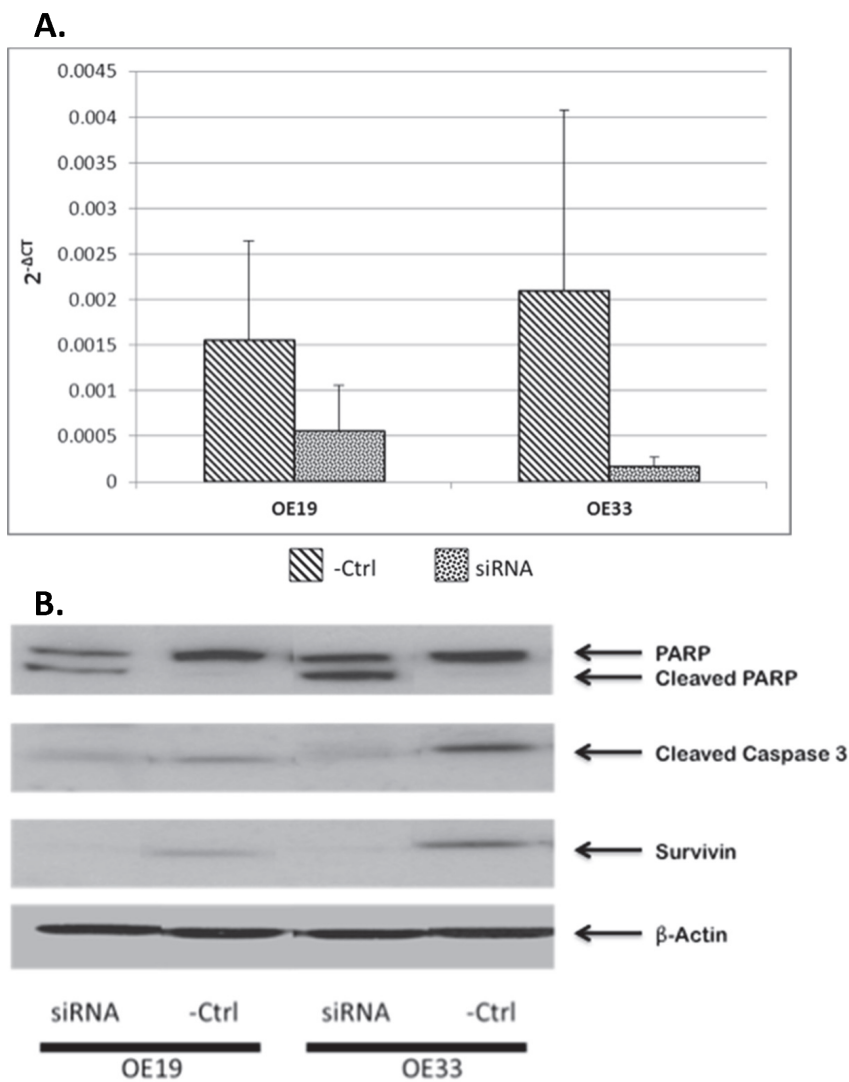 A.
0.0045
0.004
0.0035
0.003
0.0025
0.002
0.0015
0.001
0.0005
0
2-ΔCT
OE19 OE33
-Ctrl siRNA
B.
PARP
Cleaved PARP
Cleaved Caspase 3
Survivin
β-Actin
siRNA -Ctrl siRNA -Ctrl
OE19 OE33